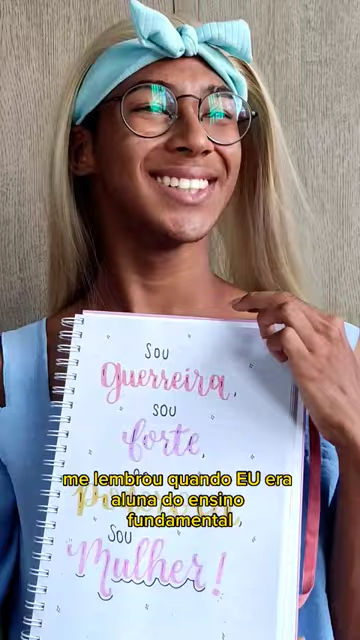 Sou
guerreira,
sou
forte,
me lembrou quando EU era
aluna do ensino
fundamental
Sou
Mulher!